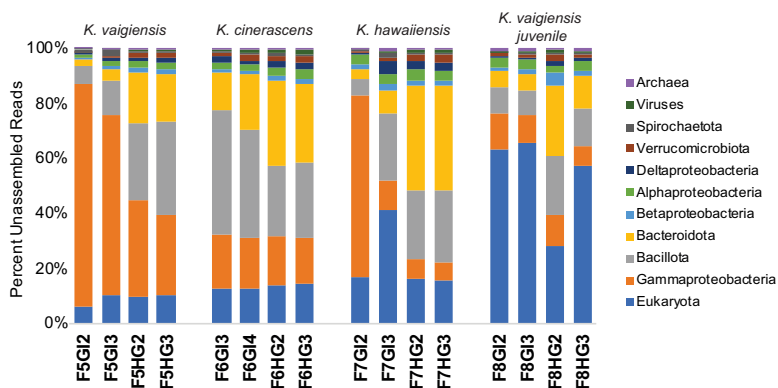 K. vaigiensis K. cinerascens K. hawaiiensis K. vaigiensis juvenile
Percent Unassembled Reads
100%
80%
60%
40%
20%
0%
F5GI2 F5GI3 F5HG2 F5HG3 F6GI3 F6GI4 F6HG2 F6HG3 F7GI2 F7GI3 F7HG2 F7HG3 F8GI2 F8GI3 F8HG2 F8HG3
Archaea
Viruses
Spirochaetota
Verrucomicrobiota
Deltaproteobacteria
Alphaproteobacteria
Betaproteobacteria
Bacteroidota
Bacillota
Gammaproteobacteria
Eukaryota